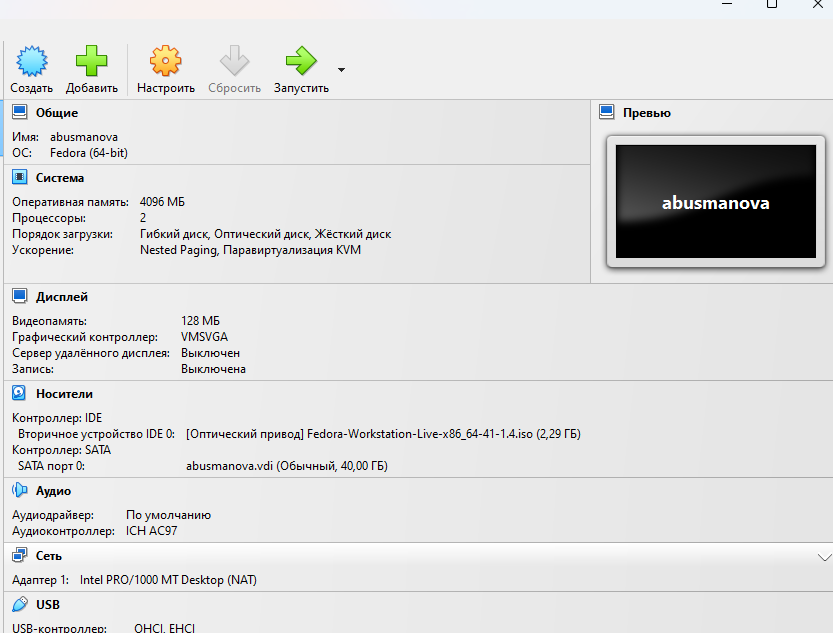 Создать Добавить Настроить Сбросить Запустить
Общие
Имя: abusmanova
ОС: Fedora (64-bit)
Превью
abusmanova
Система
Оперативная память: 4096 МБ
Процессоры: 2
Порядок загрузки: Гибкий диск, Оптический диск, Жёсткий диск
Ускорение: Nested Paging, Паравиртуализация KVM
Дисплей
Видеопамять: 128 МБ
Графический контроллер: VMSVGA
Сервер удалённого дисплея: Выключен
Запись: Выключена
Носители
Контроллер: IDE
Вторичное устройство IDE 0: [Оптический привод] Fedora-Workstation-Live-x86_64-41-1.4.iso (2,29 ГБ)
Контроллер: SATA
SATA порт 0: abusmanova.vdi (Обычный, 40,00 ГБ)
Аудио
Аудиодрайвер: По умолчанию
Аудиоконтроллер: ICH AC97
Сеть
Адаптер 1: Intel PRO/1000 MT Desktop (NAT)
USB
USB-контроллер: OHCI, EHCI